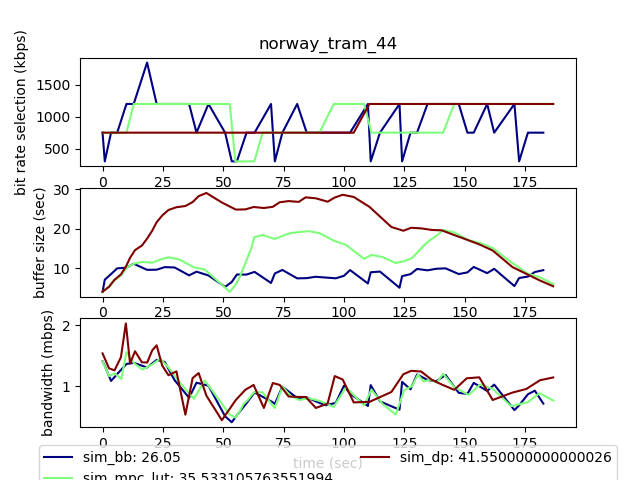 norway_tram_44
bit rate selection (kbps)
1500
1000
500
0 25 50 75 100 125 150 175
buffer size (sec)
30
20
10
0 25 50 75 100 125 150 175
bandwidth (mbps)
2
1
0 25 50 75 100 125 150 175
time (sec)
sim_bb: 26.05
sim_dp: 41.550000000000026
sim_mpc_lut: 35.533105763551994